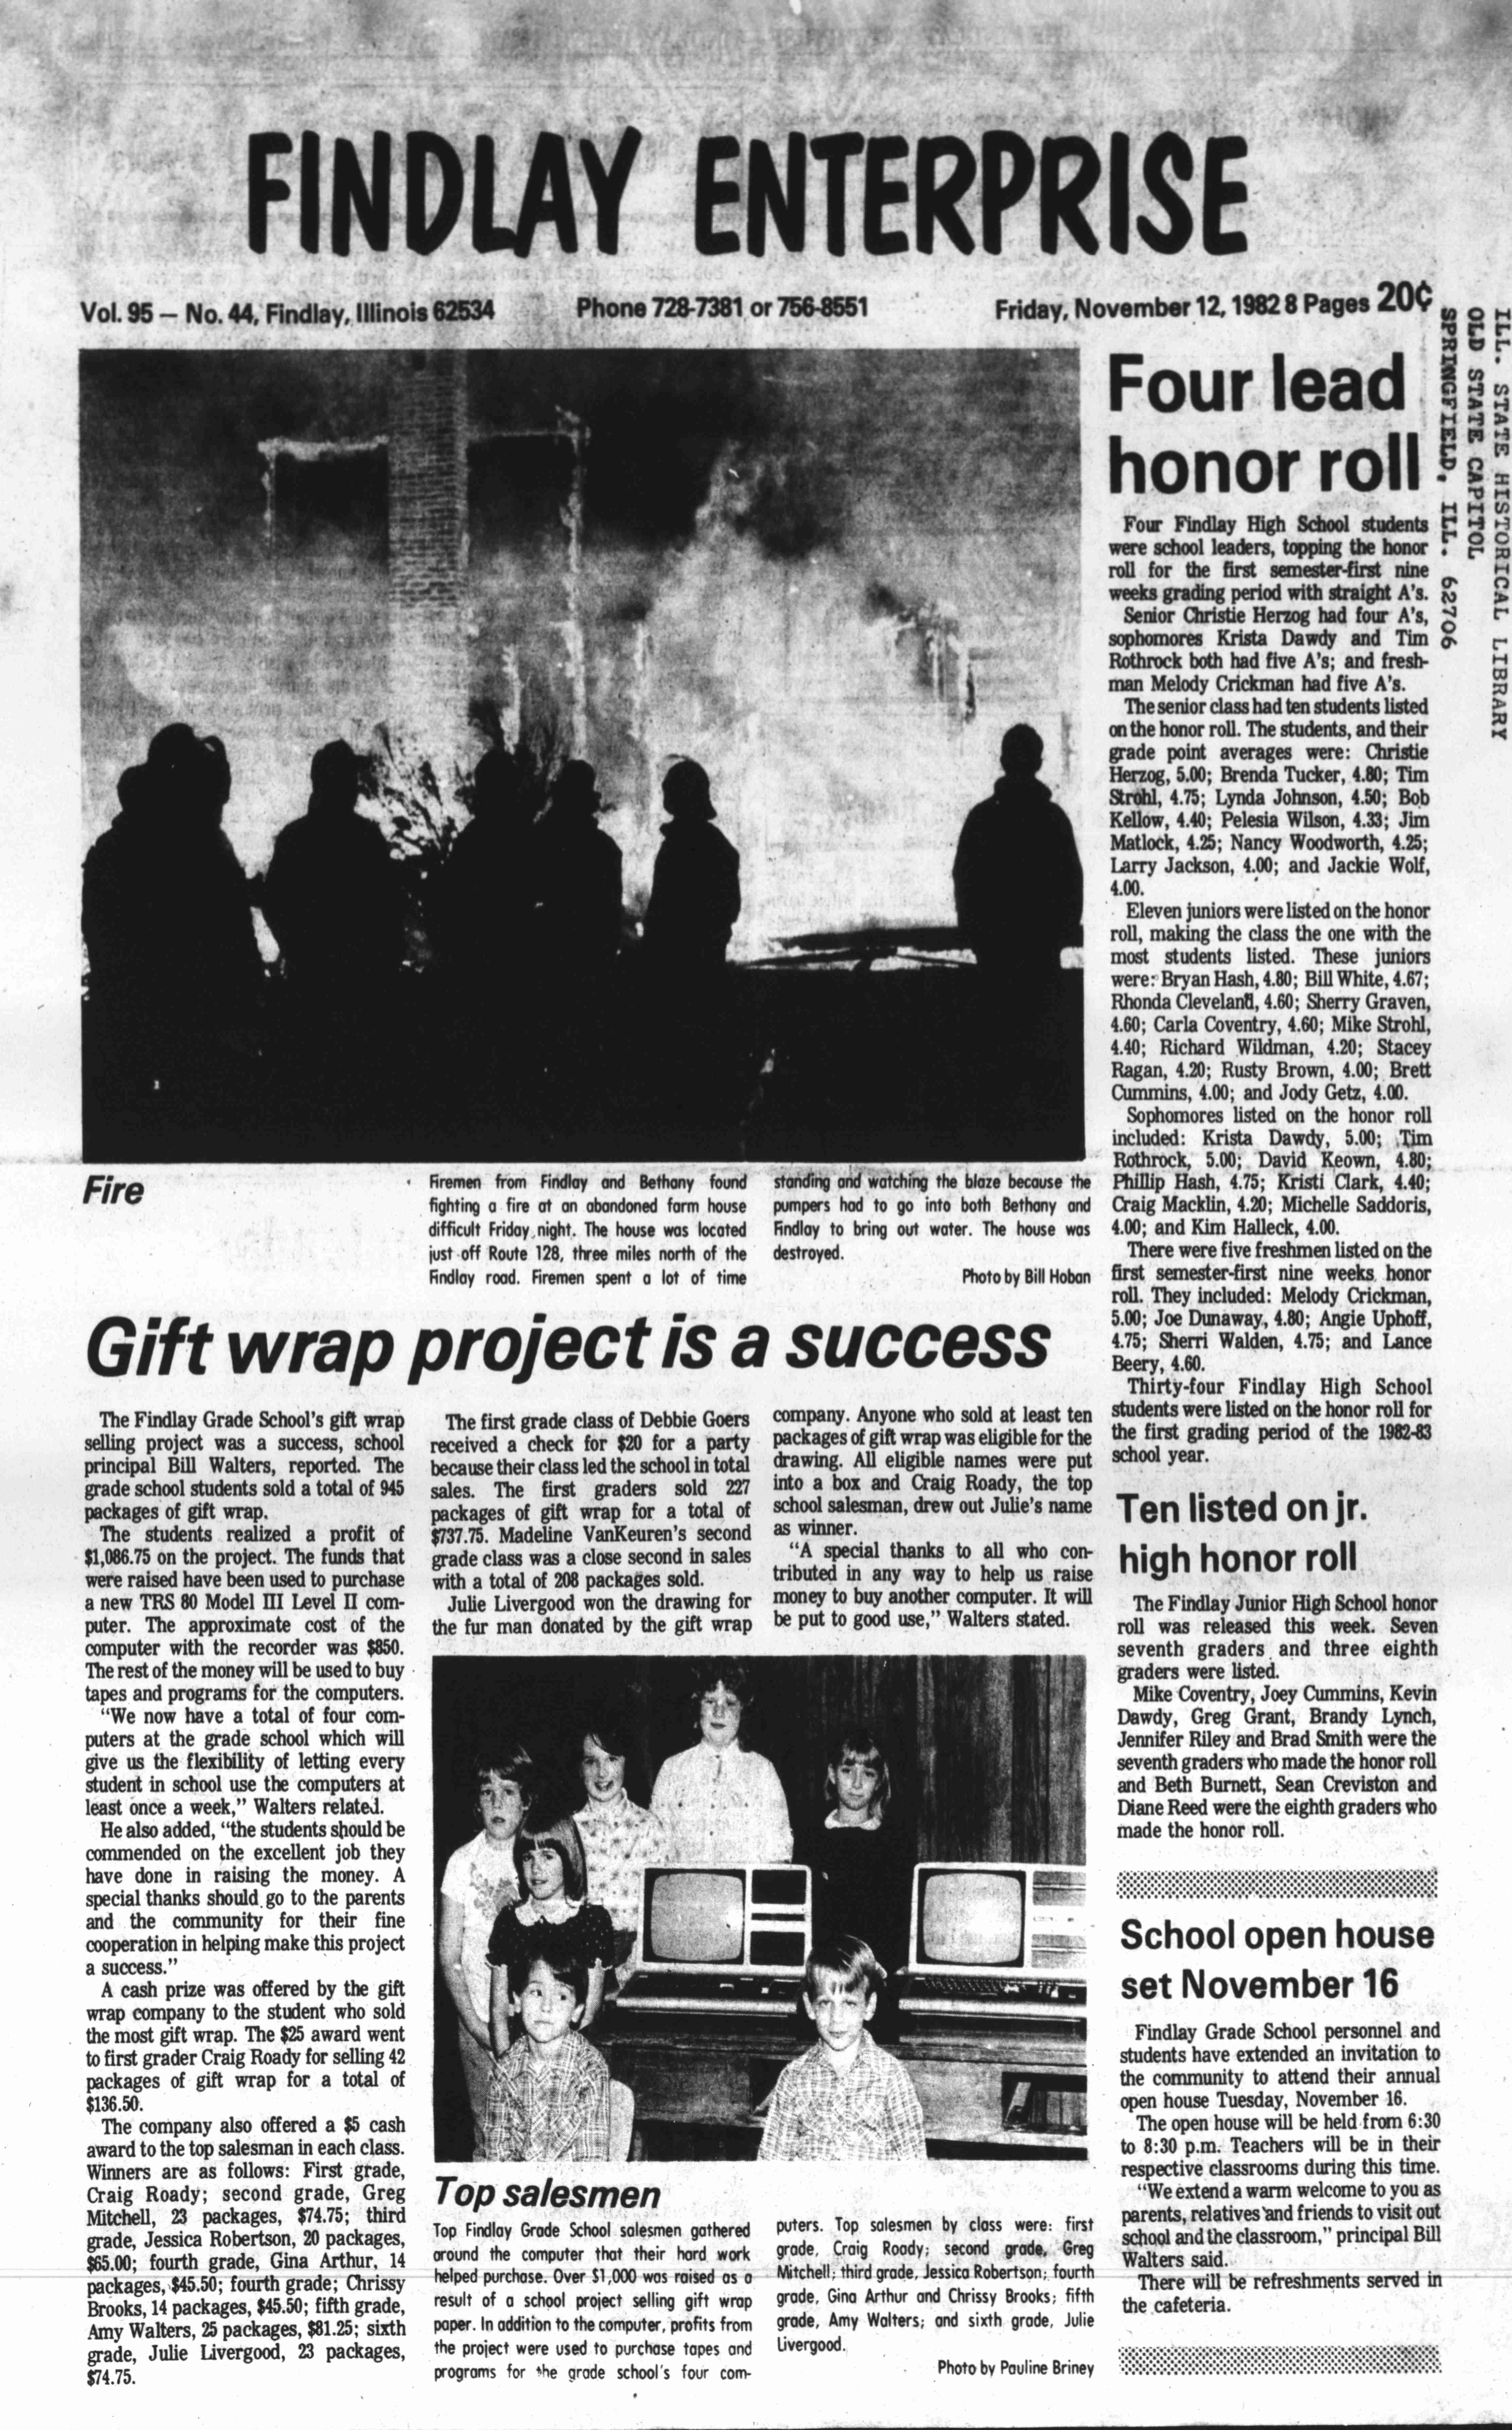 FINDLAY ENTERPRISE
Vol. 95 — No. 44, Findlay, Illinois 62534
Phone 728-7381 or 756-8551
Friday, November 12, 1982 8 Pages 20¢
ILL. STATE HISTORICAL LIBRARY
OLD STATE CAPITOL
SPRINGFIELD, ILL. 62706
Fire
Firemen from Findlay and Bethany found
fighting a fire at an abandoned farm house
difficult Friday night. The house was located
just off Route 128, three miles north of the
Findlay road. Firemen spent a lot of time
standing and watching the blaze because the
pumpers had to go into both Bethany and
Findlay to bring out water. The house was
destroyed.
Photo by Bill Hoban
Gift wrap project is a success
The Findlay Grade School's gift wrap
selling project was a success, school
principal Bill Walters, reported. The
grade school students sold a total of 945
packages of gift wrap.
The students realized a profit of
$1,086.75 on the project. The funds that
were raised have been used to purchase
a new TRS 80 Model III Level II com-
puter. The approximate cost of the
computer with the recorder was $850.
The rest of the money will be used to buy
tapes and programs for the computers.
"We now have a total of four com-
puters at the grade school which will
give us the flexibility of letting every
student in school use the computers at
least once a week," Walters related.
He also added, "the students should be
commended on the excellent job they
have done in raising the money. A
special thanks should go to the parents
and the community for their fine
cooperation in helping make this project
a success."
A cash prize was offered by the gift
wrap company to the student who sold
the most gift wrap. The $25 award went
to first grader Craig Roady for selling 42
packages of gift wrap for a total of
$136.50.
The company also offered a $5 cash
award to the top salesman in each class.
Winners are as follows: First grade,
Craig Roady; second grade, Greg
Mitchell, 23 packages, $74.75; third
grade, Jessica Robertson, 20 packages,
$65.00; fourth grade, Gina Arthur, 14
packages, $45.50; fourth grade; Chrissy
Brooks, 14 packages, $45.50; fifth grade,
Amy Walters, 25 packages, $81.25; sixth
grade, Julie Livergood, 23 packages,
$74.75.
The first grade class of Debbie Goers
received a check for $20 for a party
because their class led the school in total
sales. The first graders sold 227
packages of gift wrap for a total of
$737.75. Madeline VanKeuren's second
grade class was a close second in sales
with a total of 208 packages sold.
Julie Livergood won the drawing for
the fur man donated by the gift wrap
company. Anyone who sold at least ten
packages of gift wrap was eligible for the
drawing. All eligible names were put
into a box and Craig Roady, the top
school salesman, drew out Julie's name
as winner.
"A special thanks to all who con-
tributed in any way to help us raise
money to buy another computer. It will
be put to good use," Walters stated.
Top salesmen
Top Findlay Grade School salesmen gathered
around the computer that their hard work
helped purchase. Over $1,000 was raised as a
result of a school project selling gift wrap
paper. In addition to the computer, profits from
the project were used to purchase tapes and
programs for the grade school's four com-
puters. Top salesmen by class were: first
grade, Craig Roady; second grade, Greg
Mitchell; third grade, Jessica Robertson; fourth
grade, Gina Arthur and Chrissy Brooks; fifth
grade, Amy Walters; and sixth grade, Julie
Livergood.
Photo by Pauline Briney
Four lead
honor roll
Four Findlay High School students
were school leaders, topping the honor
roll for the first semester-first nine
weeks grading period with straight A's.
Senior Christie Herzog had four A's,
sophomores Krista Dawdy and Tim
Rothrock both had five A's; and fresh-
man Melody Crickman had five A's.
The senior class had ten students listed
on the honor roll. The students, and their
grade point averages were: Christie
Herzog, 5.00; Brenda Tucker, 4.80; Tim
Strohl, 4.75; Lynda Johnson, 4.50; Bob
Kellow, 4.40; Pelesia Wilson, 4.33; Jim
Matlock, 4.25; Nancy Woodworth, 4.25;
Larry Jackson, 4.00; and Jackie Wolf,
4.00.
Eleven juniors were listed on the honor
roll, making the class the one with the
most students listed. These juniors
were: Bryan Hash, 4.80; Bill White, 4.67;
Rhonda Cleveland, 4.60; Sherry Graven,
4.60; Carla Coventry, 4.60; Mike Strohl,
4.40; Richard Wildman, 4.20; Stacey
Ragan, 4.20; Rusty Brown, 4.00; Brett
Cummins, 4.00; and Jody Getz, 4.00.
Sophomores listed on the honor roll
included: Krista Dawdy, 5.00; Tim
Rothrock, 5.00; David Keown, 4.80;
Phillip Hash, 4.75; Kristi Clark, 4.40;
Craig Macklin, 4.20; Michelle Saddoris,
4.00; and Kim Halleck, 4.00.
There were five freshmen listed on the
first semester-first nine weeks honor
roll. They included: Melody Crickman,
5.00; Joe Dunaway, 4.80; Angie Uphoff,
4.75; Sherri Walden, 4.75; and Lance
Beery, 4.60.
Thirty-four Findlay High School
students were listed on the honor roll for
the first grading period of the 1982-83
school year.
Ten listed on jr.
high honor roll
The Findlay Junior High School honor
roll was released this week. Seven
seventh graders and three eighth
graders were listed.
Mike Coventry, Joey Cummins, Kevin
Dawdy, Greg Grant, Brandy Lynch,
Jennifer Riley and Brad Smith were the
seventh graders who made the honor roll
and Beth Burnett, Sean Creviston and
Diane Reed were the eighth graders who
made the honor roll.
School open house
set November 16
Findlay Grade School personnel and
students have extended an invitation to
the community to attend their annual
open house Tuesday, November 16.
The open house will be held from 6:30
to 8:30 p.m. Teachers will be in their
respective classrooms during this time.
"We extend a warm welcome to you as
parents, relatives and friends to visit out
school and the classroom," principal Bill
Walters said.
There will be refreshments served in
the cafeteria.